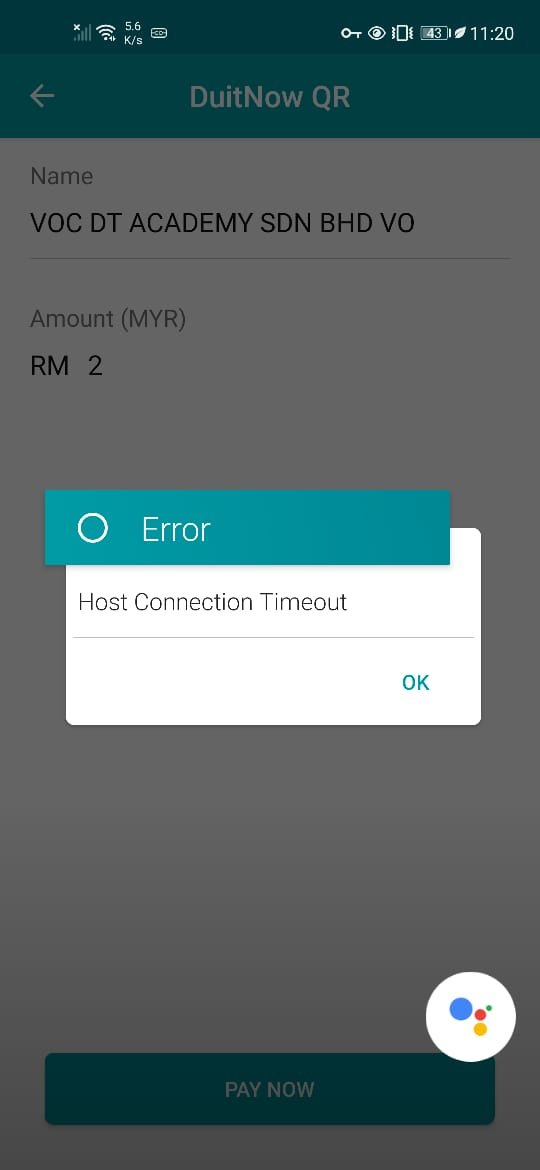 5.6
K/s
43
11:20
DuitNow QR
Name
VOC DT ACADEMY SDN BHD VO
Amount (MYR)
RM 2
Error
Host Connection Timeout
OK
PAY NOW